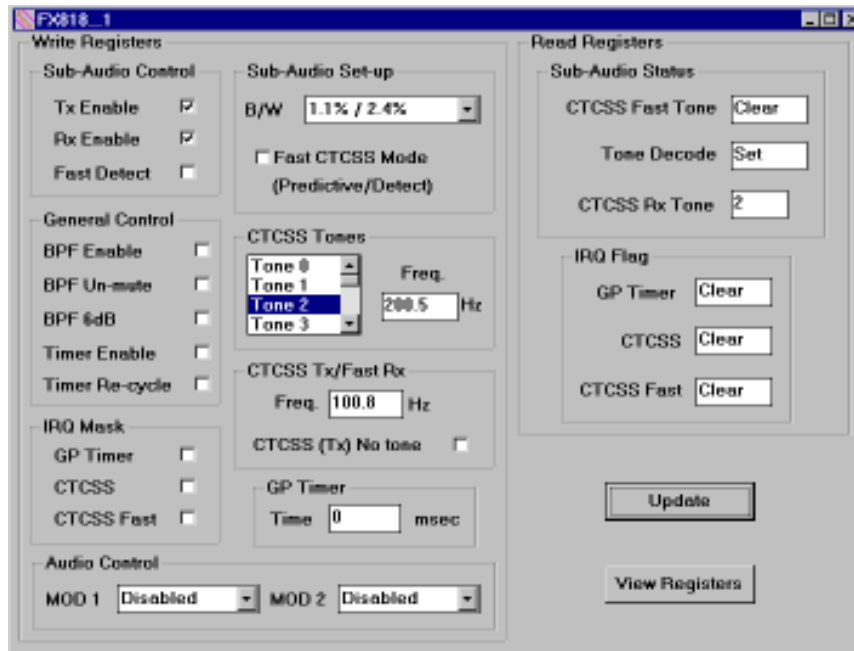 FX818...1
Write Registers
Sub-Audio Control
Tx Enable
Rx Enable
Fast Detect
General Control
BPF Enable
BPF Un-mute
BPF 6dB
Timer Enable
Timer Re-cycle
IRQ Mask
GP Timer
CTCSS
CTCSS Fast
Sub-Audio Set-up
B/W 1.1% / 2.4%
Fast CTCSS Mode
(Predictive/Detect)
CTCSS Tones
Tone 0
Tone 1
Tone 2
Tone 3
Freq.
200.5 Hz
CTCSS Tx/Fast Rx
Freq. 100.8 Hz
CTCSS (Tx) No tone
GP Timer
Time 0 msec
Audio Control
MOD 1 Disabled MOD 2 Disabled
Read Registers
Sub-Audio Status
CTCSS Fast Tone Clear
Tone Decode Set
CTCSS Rx Tone 2
IRQ Flag
GP Timer Clear
CTCSS Clear
CTCSS Fast Clear
Update
View Registers